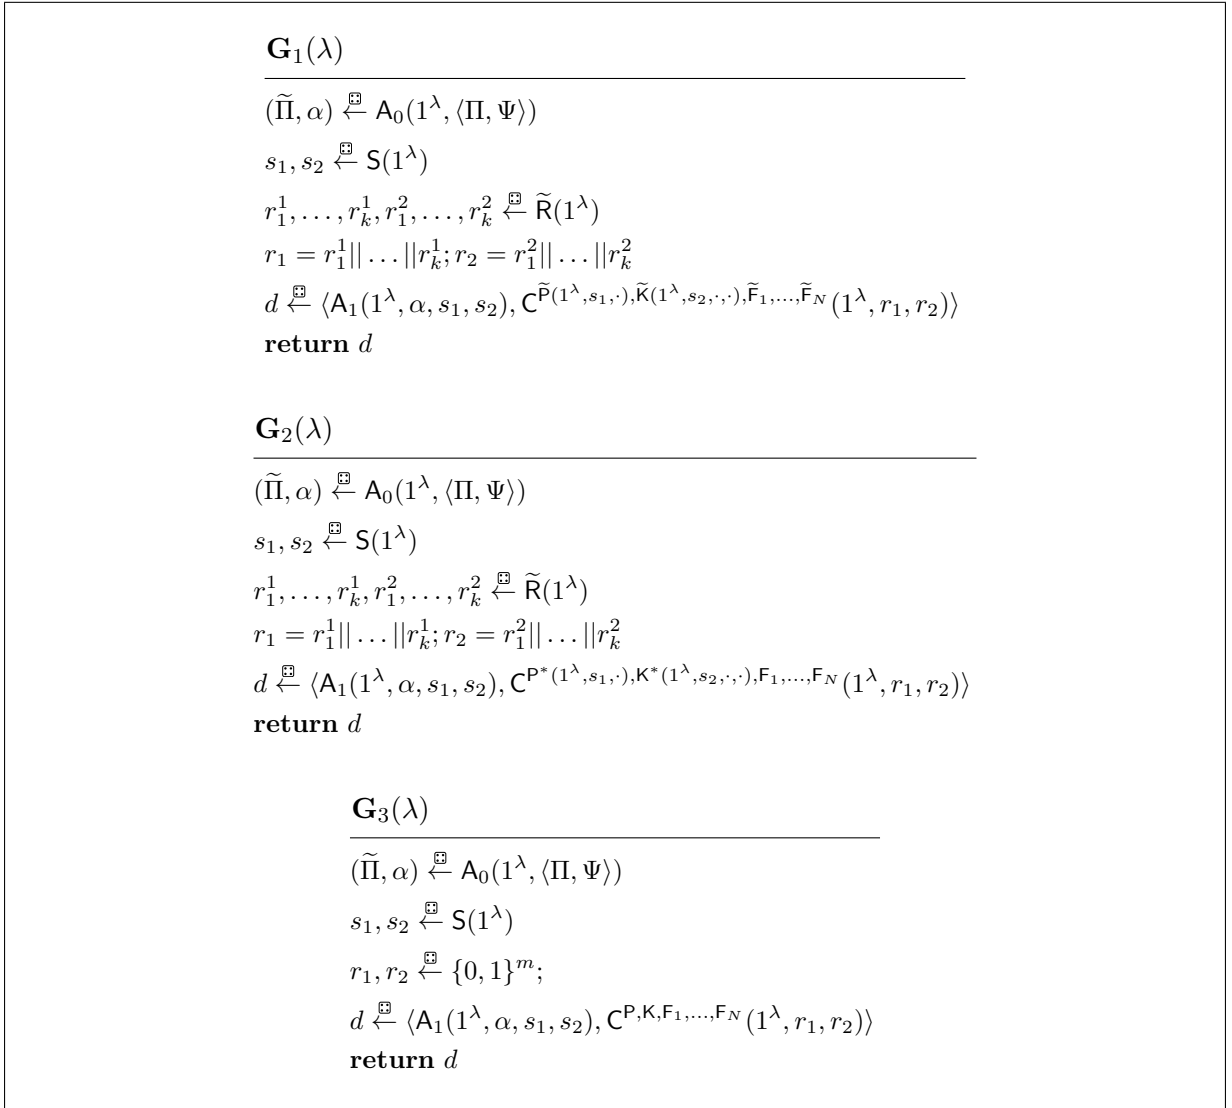 G₁(λ)
(Π̃, α) ←⚃ A₀(1^λ, ⟨Π, Ψ⟩)
s₁, s₂ ←⚃ S(1^λ)
r₁¹, …, r_k¹, r₁², …, r_k² ←⚃ R̃(1^λ)
r₁ = r₁¹|| … ||r_k¹; r₂ = r₁²|| … ||r_k²
d ←⚃ ⟨A₁(1^λ, α, s₁, s₂), C^{P̃(1^λ,s₁,·),K̃(1^λ,s₂,·,·),F̃₁,...,F̃_N}(1^λ, r₁, r₂)⟩
return d
G₂(λ)
(Π̃, α) ←⚃ A₀(1^λ, ⟨Π, Ψ⟩)
s₁, s₂ ←⚃ S(1^λ)
r₁¹, …, r_k¹, r₁², …, r_k² ←⚃ R̃(1^λ)
r₁ = r₁¹|| … ||r_k¹; r₂ = r₁²|| … ||r_k²
d ←⚃ ⟨A₁(1^λ, α, s₁, s₂), C^{P*(1^λ,s₁,·),K*(1^λ,s₂,·,·),F₁,...,F_N}(1^λ, r₁, r₂)⟩
return d
G₃(λ)
(Π̃, α) ←⚃ A₀(1^λ, ⟨Π, Ψ⟩)
s₁, s₂ ←⚃ S(1^λ)
r₁, r₂ ←⚃ {0, 1}^m;
d ←⚃ ⟨A₁(1^λ, α, s₁, s₂), C^{P,K,F₁,...,F_N}(1^λ, r₁, r₂)⟩
return d